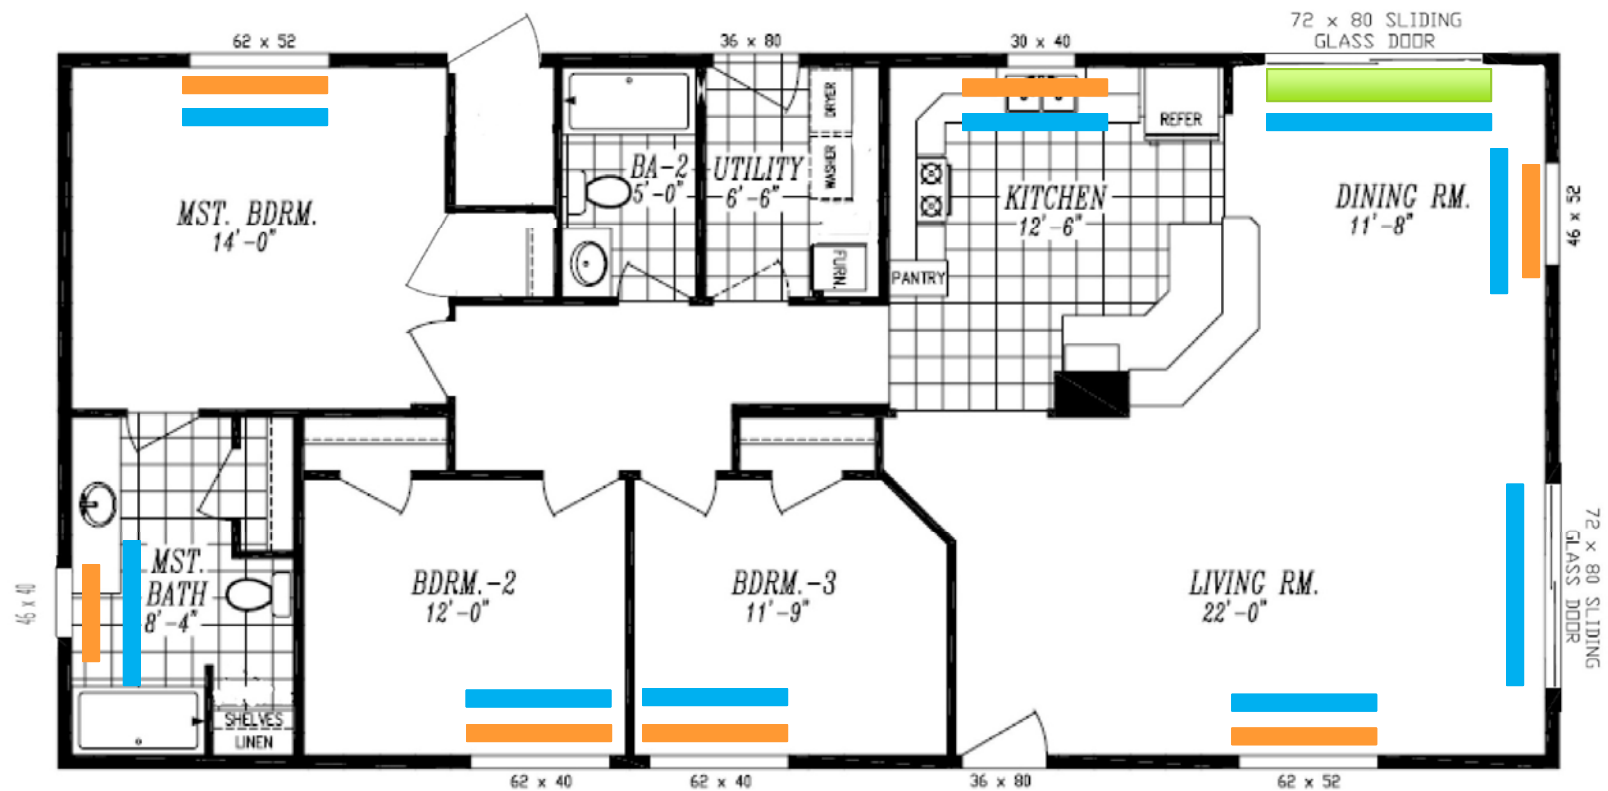 72 x 80 SLIDING
GLASS DOOR
62 x 52
36 x 80
30 x 40
DRYER
WASHER
REFER
BA-2
5'-0"
UTILITY
6'-6"
KITCHEN
12'-6"
DINING RM.
11'-8"
46 x 52
MST. BDRM.
14'-0"
FURN.
PANTRY
72 x 80 SLIDING
GLASS DOOR
MST.
BATH
8'-4"
46 x 40
BDRM.-2
12'-0"
BDRM.-3
11'-9"
LIVING RM.
22'-0"
SHELVES
LINEN
62 x 40
62 x 40
36 x 80
62 x 52